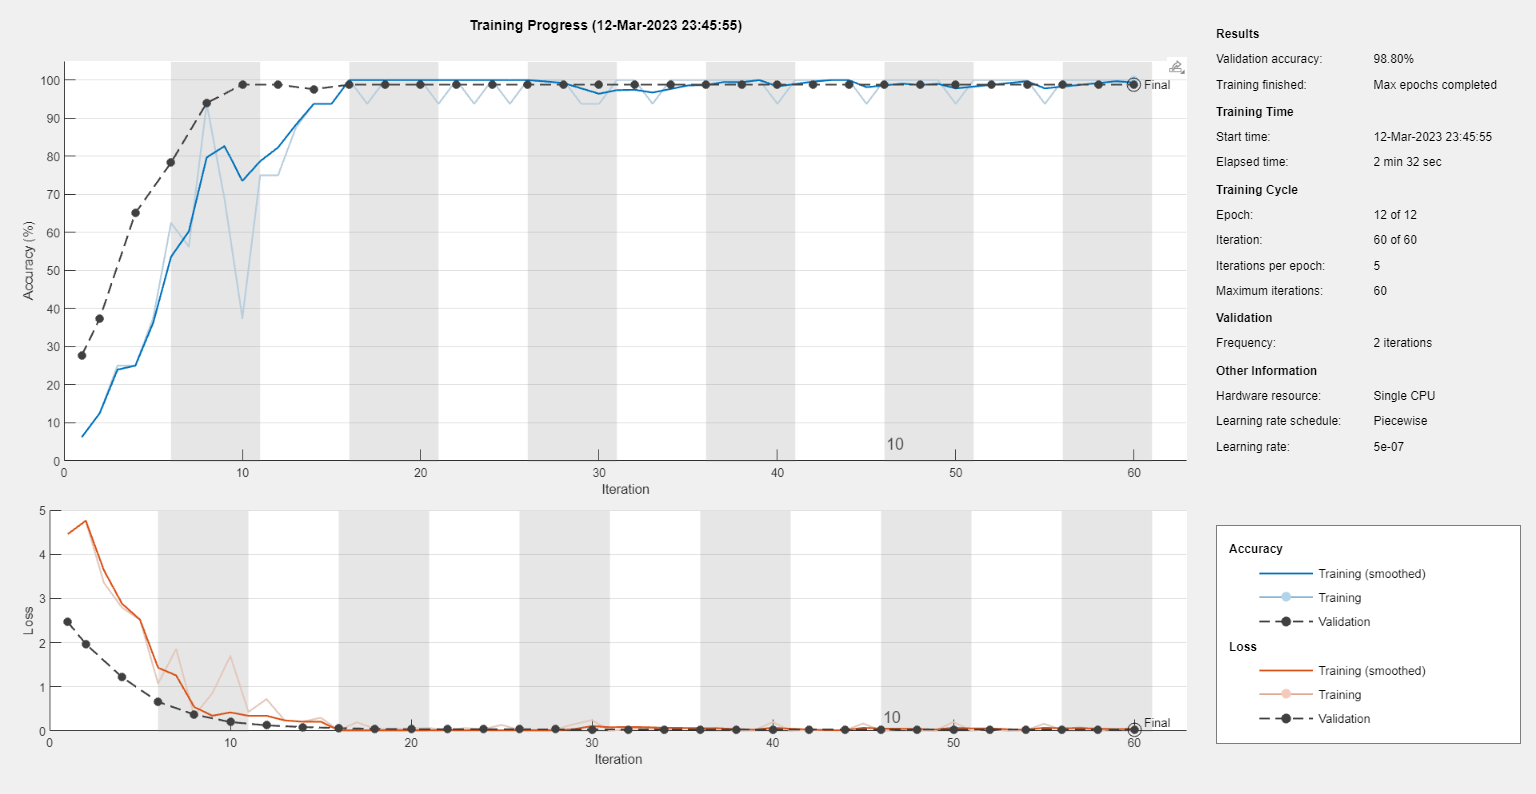 Training Progress (12-Mar-2023 23:45:55)
100
90
80
70
60
50
40
30
20
10
0
Accuracy (%)
Final
10
0 10 20 30 40 50 60
Iteration
5
4
3
2
1
0
Loss
10
Final
0 10 20 30 40 50 60
Iteration
Results
Validation accuracy: 98.80%
Training finished: Max epochs completed
Training Time
Start time: 12-Mar-2023 23:45:55
Elapsed time: 2 min 32 sec
Training Cycle
Epoch: 12 of 12
Iteration: 60 of 60
Iterations per epoch: 5
Maximum iterations: 60
Validation
Frequency: 2 iterations
Other Information
Hardware resource: Single CPU
Learning rate schedule: Piecewise
Learning rate: 5e-07
Accuracy
Training (smoothed)
Training
Validation
Loss
Training (smoothed)
Training
Validation